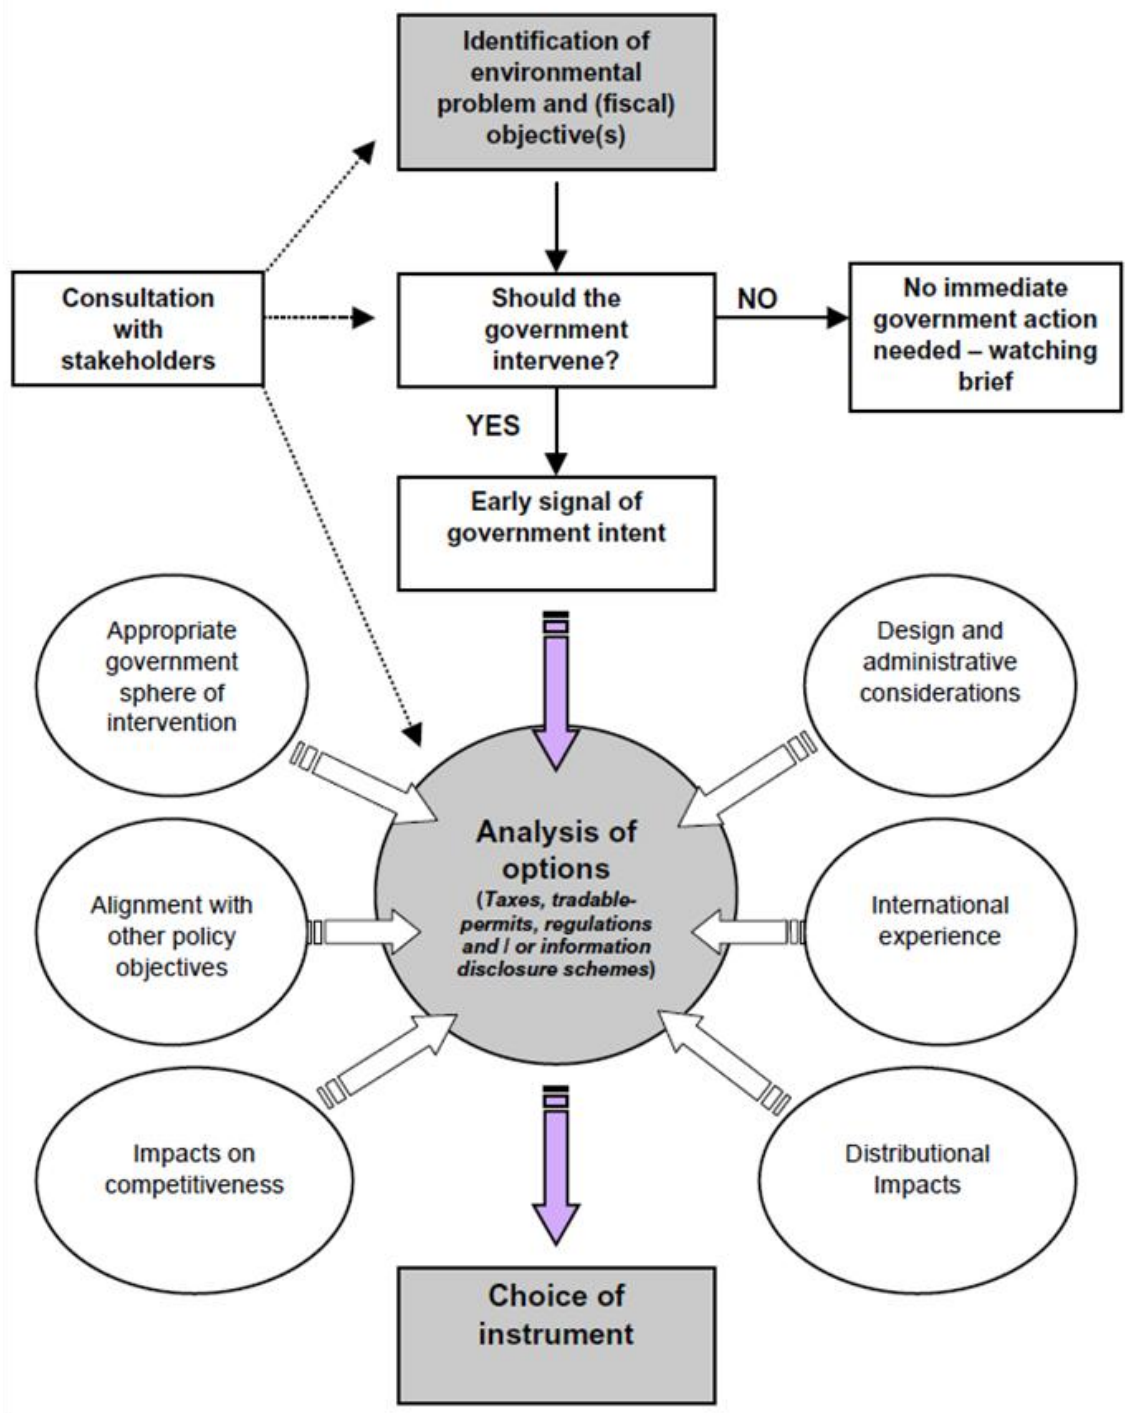 Identification of
environmental
problem and (fiscal)
objective(s)
Consultation
with
stakeholders
Should the
government
intervene?
NO
No immediate
government action
needed – watching
brief
YES
Early signal of
government intent
Appropriate
government
sphere of
intervention
Design and
administrative
considerations
Analysis of
options
(Taxes, tradable-
permits, regulations
and / or information
disclosure schemes)
Alignment with
other policy
objectives
International
experience
Impacts on
competitiveness
Distributional
Impacts
Choice of
instrument